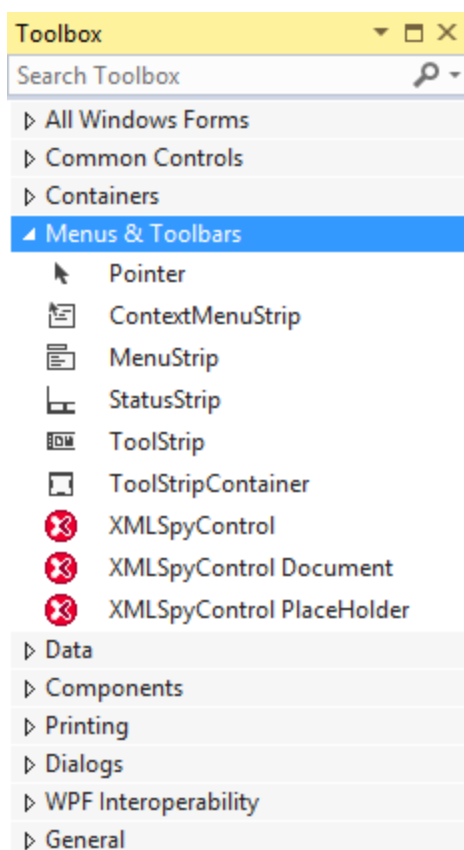 Toolbox
Search Toolbox
All Windows Forms
Common Controls
Containers
Menus & Toolbars
Pointer
ContextMenuStrip
MenuStrip
StatusStrip
ToolStrip
ToolStripContainer
XMLSpyControl
XMLSpyControl Document
XMLSpyControl PlaceHolder
Data
Components
Printing
Dialogs
WPF Interoperability
General